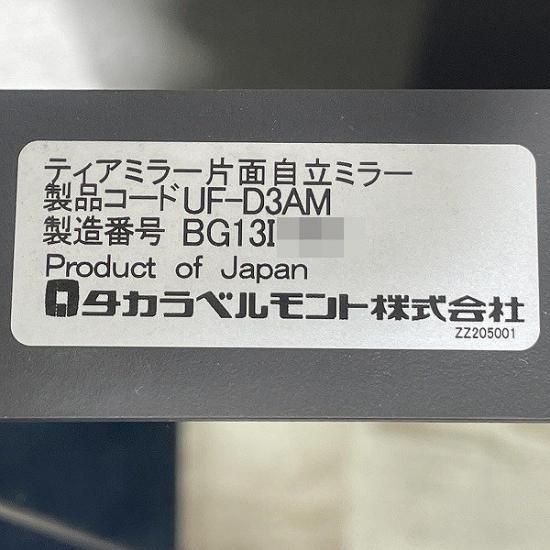 ティアミラー片面自立ミラー
製品コードUF-D3AM
製造番号 BG13I
Product of Japan
タカラベルモント株式会社
ZZ205001